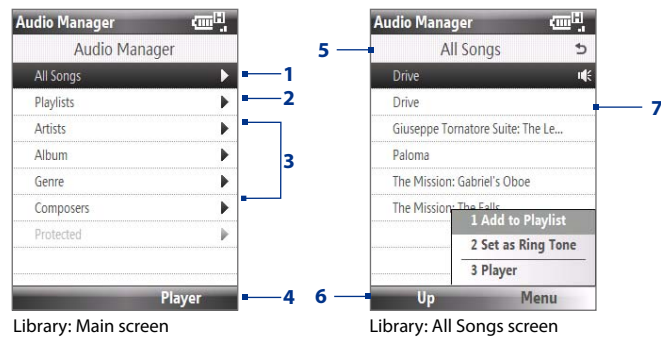 Audio Manager
Audio Manager
All Songs
Playlists
Artists
Album
Genre
Composers
Protected
Player
1
2
3
4
Library: Main screen
Audio Manager
All Songs
Drive
Drive
Giuseppe Tornatore Suite: The Le...
Paloma
The Mission: Gabriel's Oboe
The Mission: The Falls
1 Add to Playlist
2 Set as Ring Tone
3 Player
Up Menu
5
6
7
Library: All Songs screen